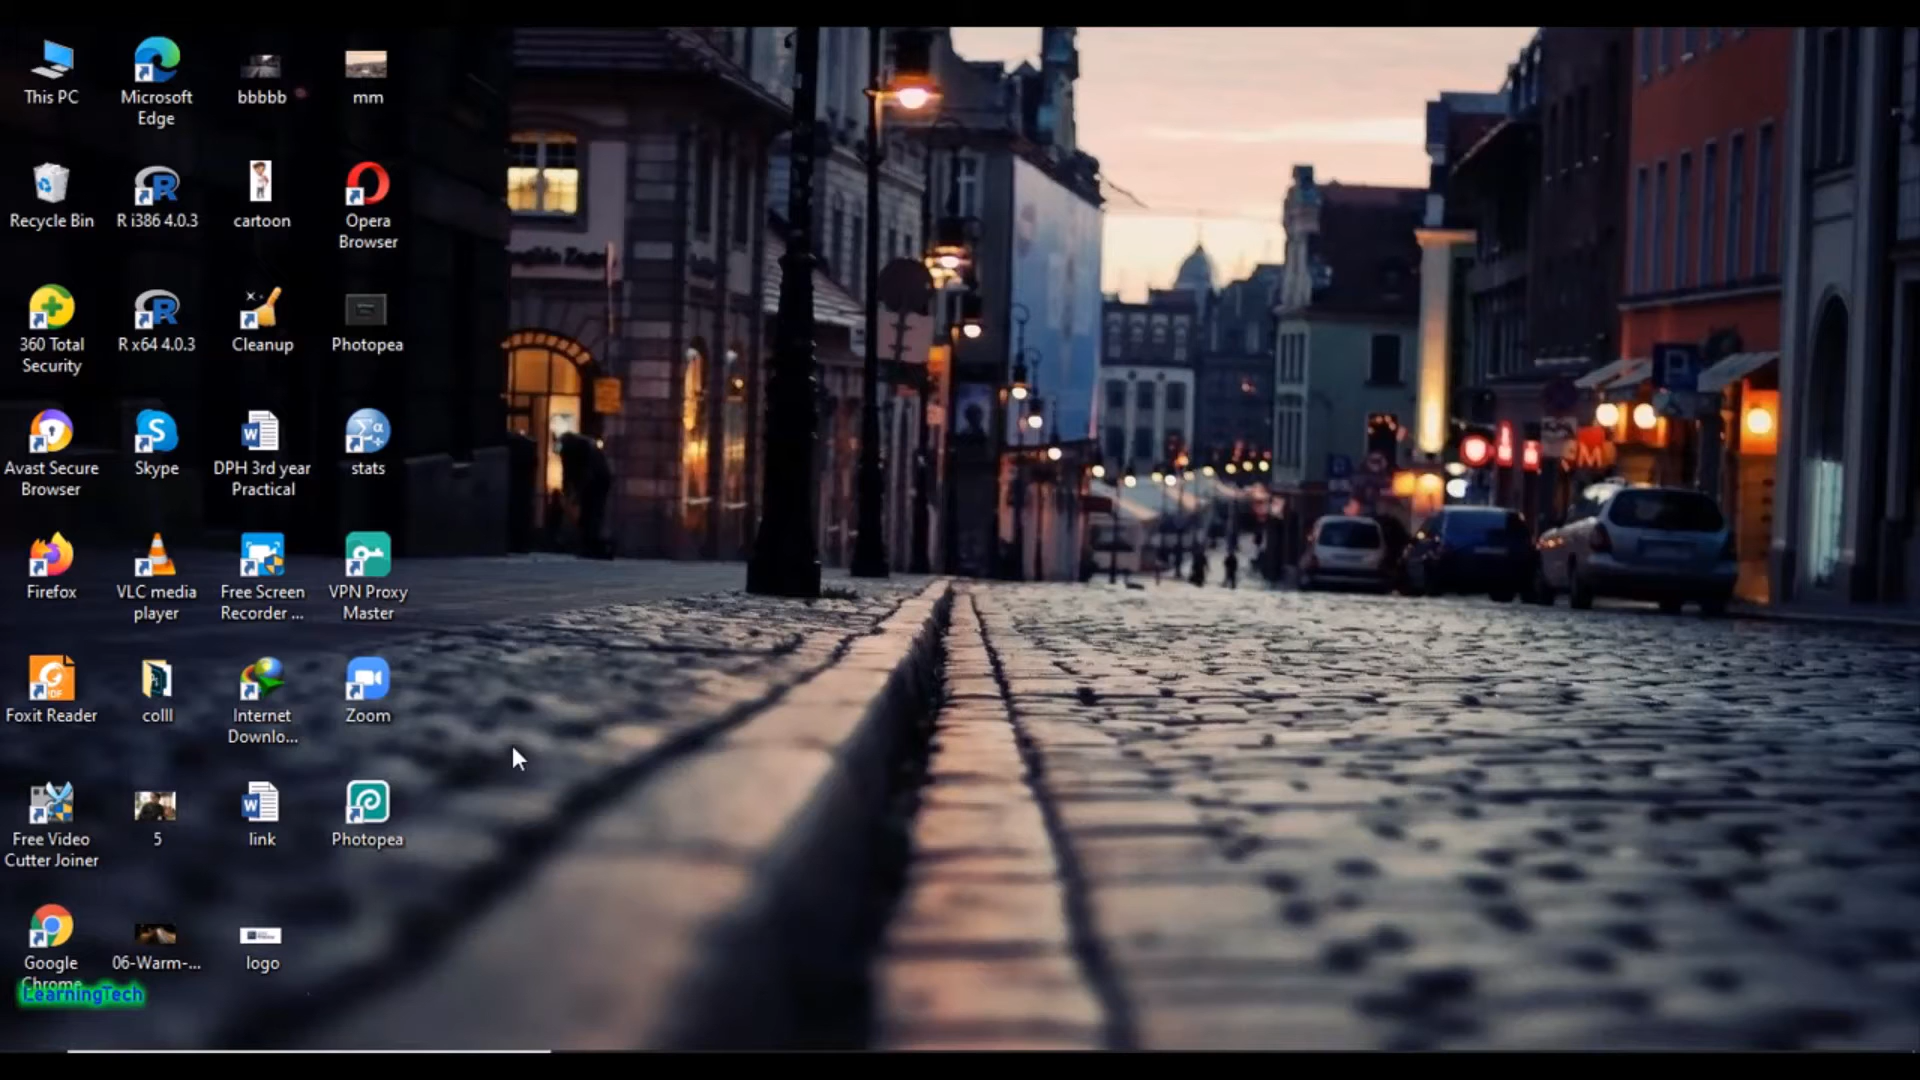 This PC
Microsoft
Edge
bbbbb
mm
Recycle Bin
R i386 4.0.3
cartoon
Opera
Browser
360 Total
Security
R x64 4.0.3
Cleanup
Photopea
Avast Secure
Browser
Skype
DPH 3rd year
Practical
stats
Firefox
VLC media
player
Free Screen
Recorder ...
VPN Proxy
Master
Foxit Reader
colll
Internet
Downlo...
Zoom
Free Video
Cutter Joiner
5
link
Photopea
Google
Chrome
06-Warm-...
logo
LearningTech